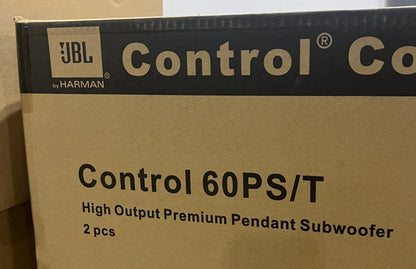 JBL
by HARMAN®
Control® Co
Control 60PS/T
High Output Premium Pendant Subwoofer
2 pcs